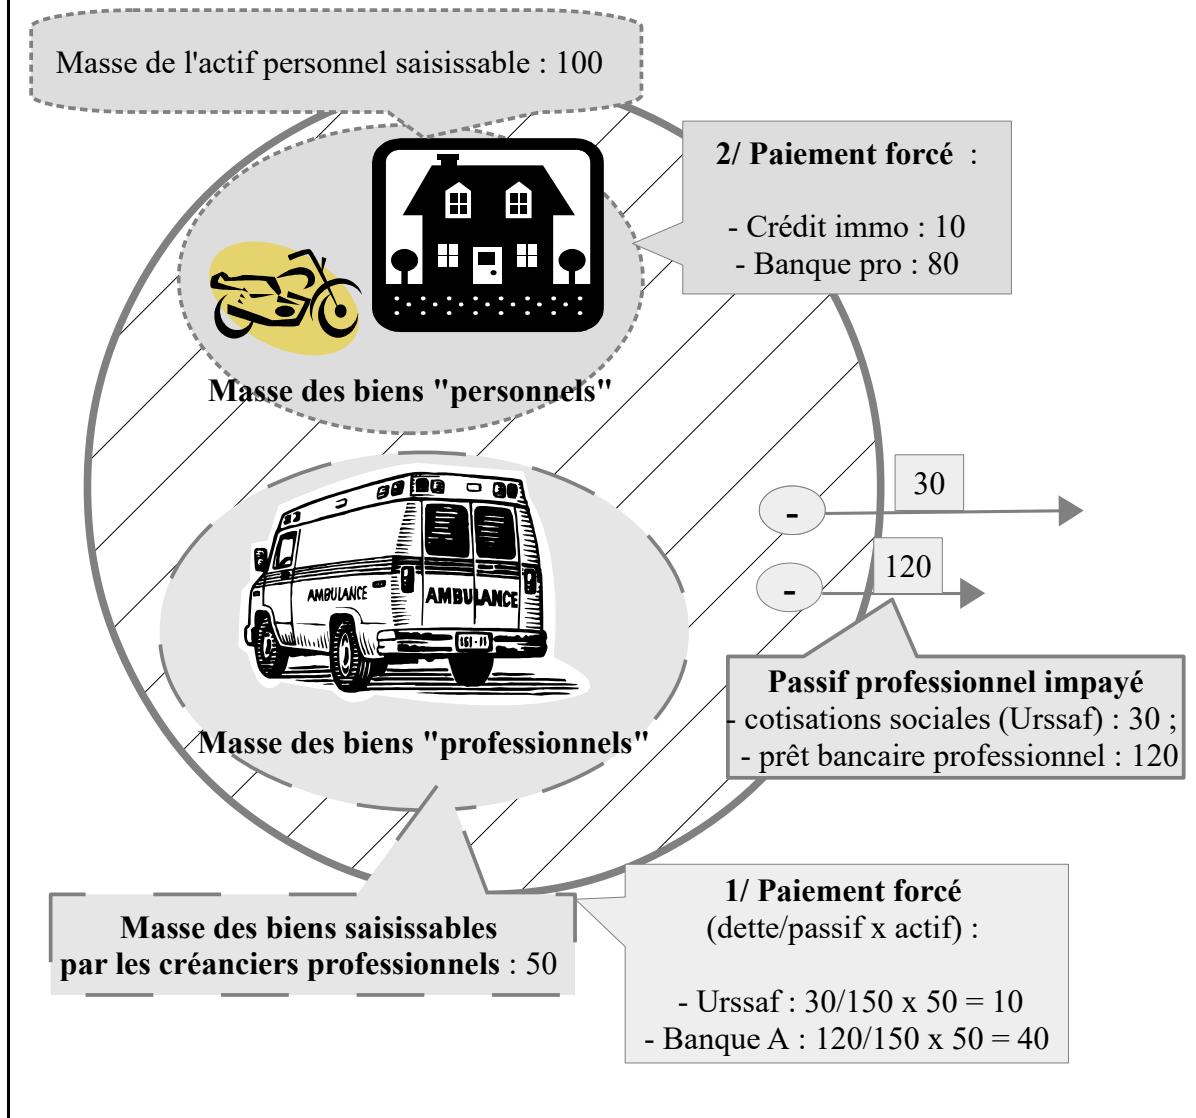 Masse de l'actif personnel saisissable : 100
2/ Paiement forcé :
- Crédit immo : 10
- Banque pro : 80
Masse des biens "personnels"
-
30
-
120
AMBULANCE
AMBULANCE
Passif professionnel impayé
- cotisations sociales (Urssaf) : 30 ;
- prêt bancaire professionnel : 120
Masse des biens "professionnels"
Masse des biens saisissables
par les créanciers professionnels : 50
1/ Paiement forcé
(dette/passif x actif) :
- Urssaf : 30/150 x 50 = 10
- Banque A : 120/150 x 50 = 40